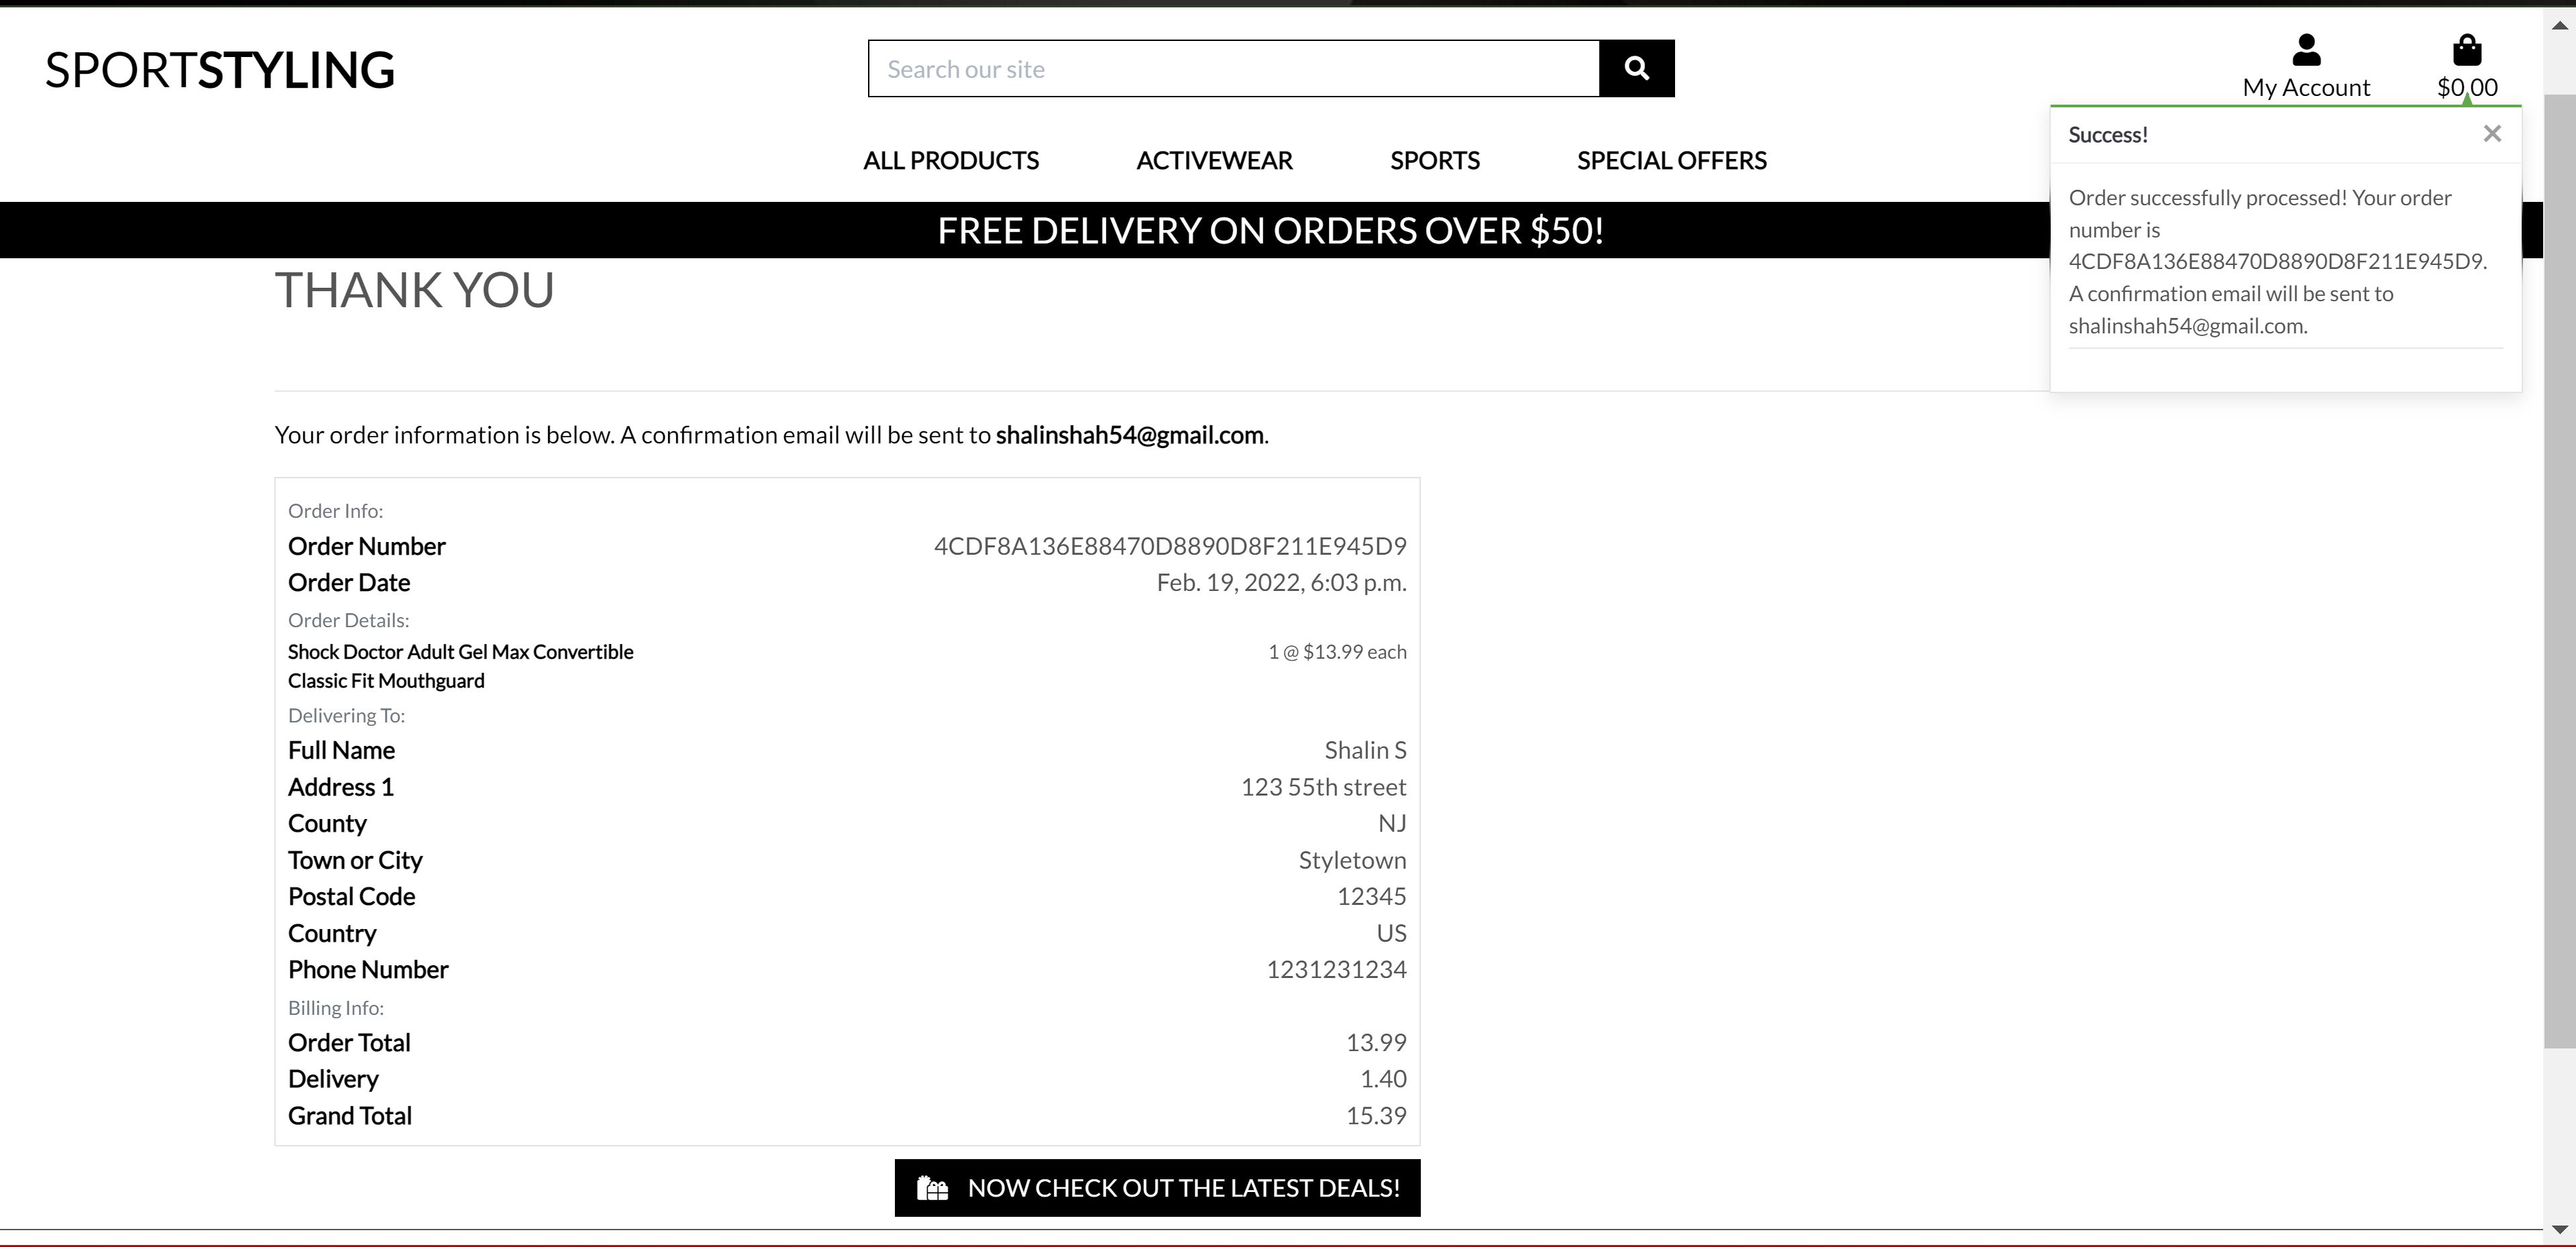 SPORTSTYLING
Search our site
My Account
$0.00
ALL PRODUCTS
ACTIVEWEAR
SPORTS
SPECIAL OFFERS
FREE DELIVERY ON ORDERS OVER $50!
Success!
Order successfully processed! Your order
number is
4CDF8A136E88470D8890D8F211E945D9.
A confirmation email will be sent to
shalinshah54@gmail.com.
THANK YOU
Your order information is below. A confirmation email will be sent to shalinshah54@gmail.com.
Order Info:
Order Number 4CDF8A136E88470D8890D8F211E945D9
Order Date Feb. 19, 2022, 6:03 p.m.
Order Details:
Shock Doctor Adult Gel Max Convertible 1 @ $13.99 each
Classic Fit Mouthguard
Delivering To:
Full Name Shalin S
Address 1 123 55th street
County NJ
Town or City Styletown
Postal Code 12345
Country US
Phone Number 1231231234
Billing Info:
Order Total 13.99
Delivery 1.40
Grand Total 15.39
NOW CHECK OUT THE LATEST DEALS!